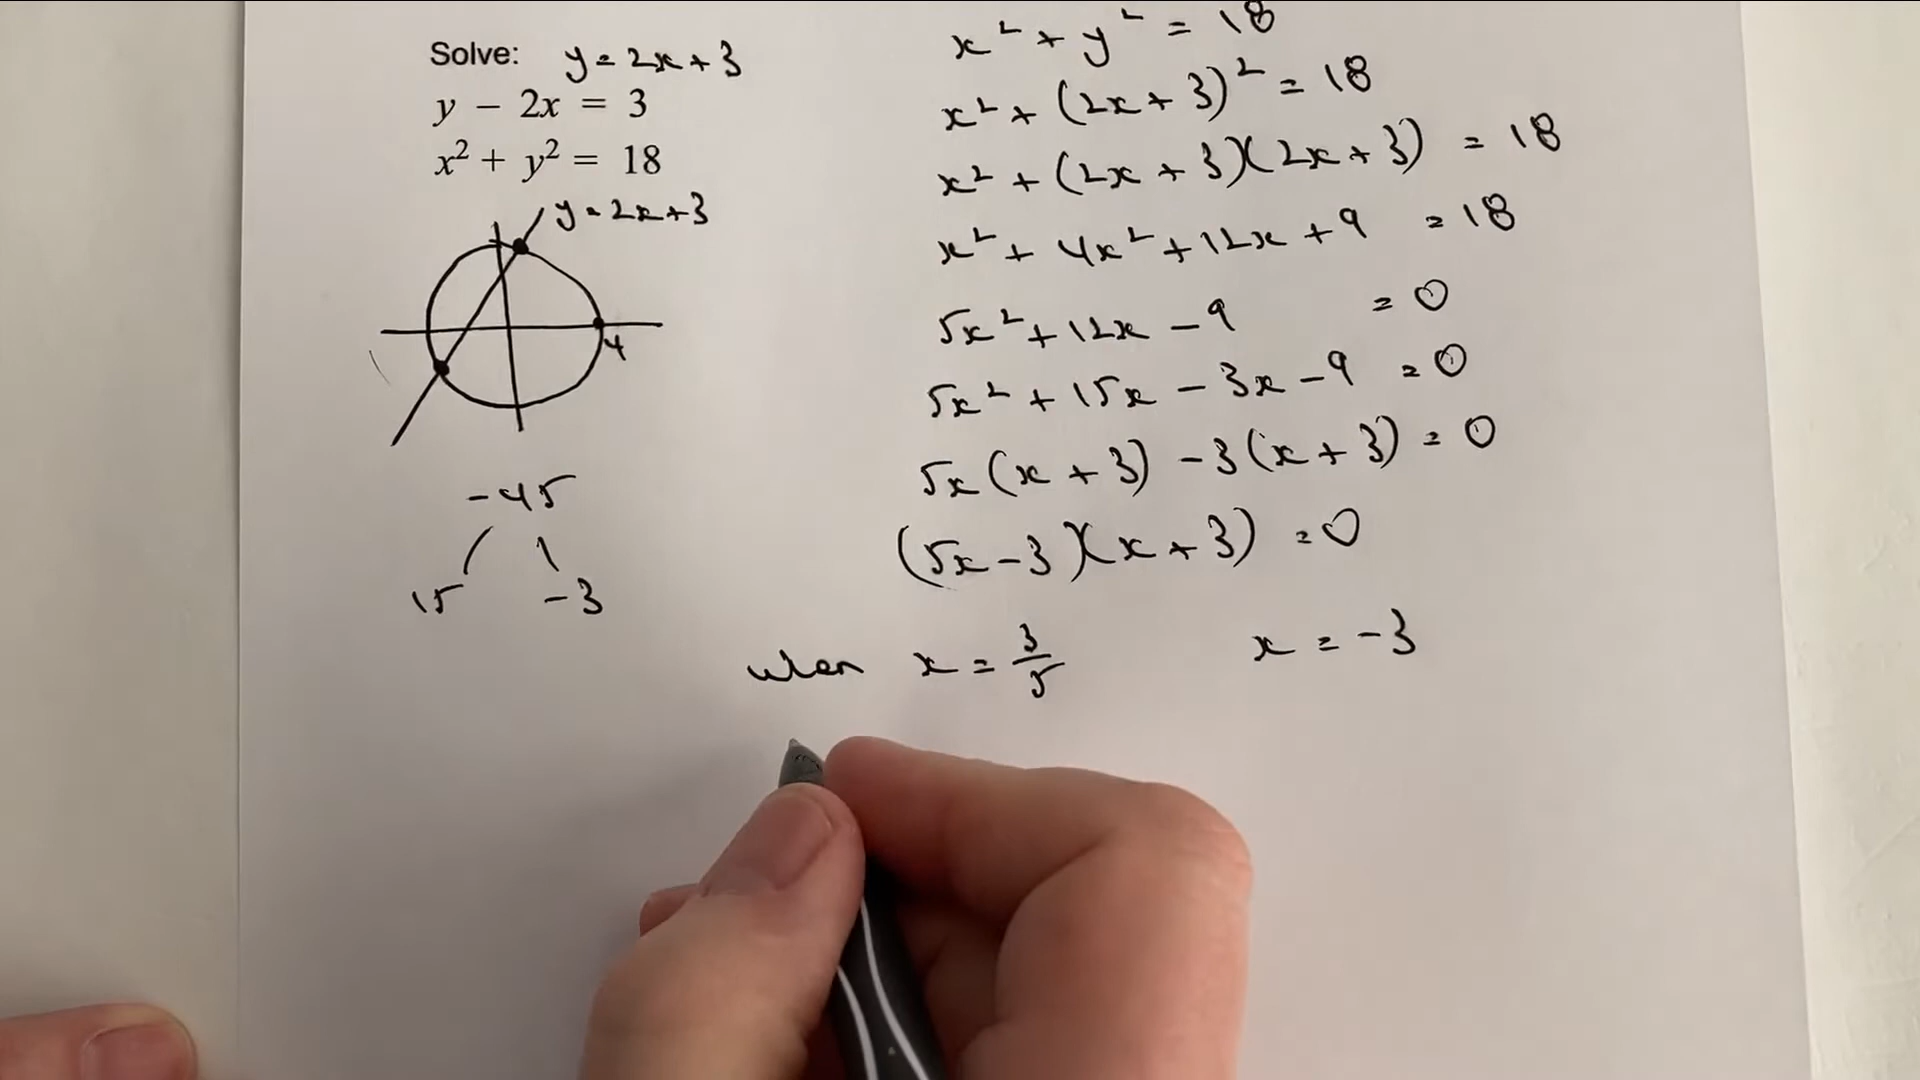 Solve: y = 2x + 3
y − 2x = 3
x² + y² = 18
y = 2x + 3
4
-45
15 -3
x² + y² = 18
x² + (2x + 3)² = 18
x² + (2x + 3)(2x + 3) = 18
x² + 4x² + 12x + 9 = 18
5x² + 12x - 9 = 0
5x² + 15x - 3x - 9 = 0
5x(x + 3) - 3(x + 3) = 0
(5x - 3)(x + 3) = 0
when x = 3/5 x = -3